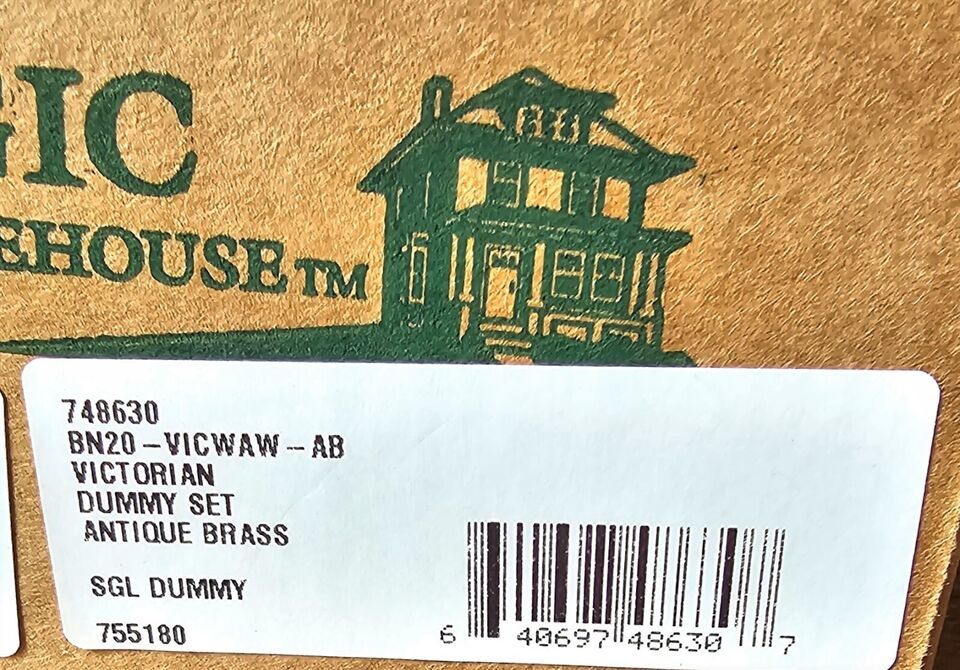 GIC
EHOUSE™
748630
BN20-VICWAW-AB
VICTORIAN
DUMMY SET
ANTIQUE BRASS
SGL DUMMY
755180
6 40697 48630 7